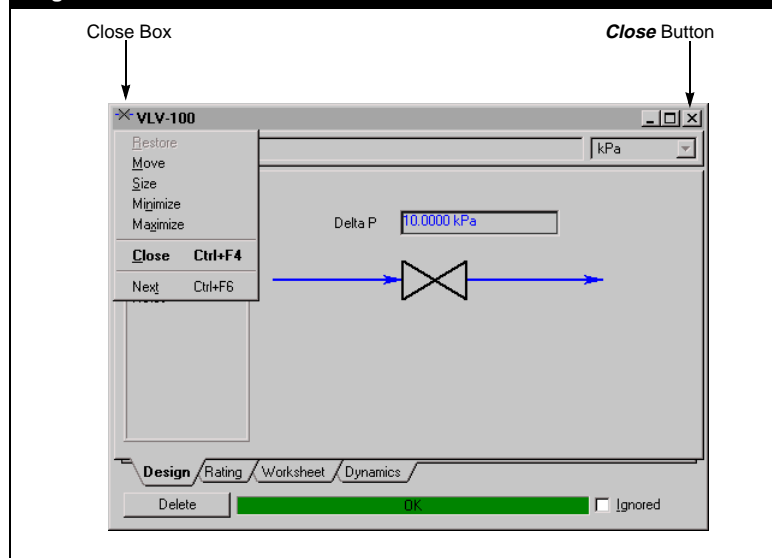 Close Box
Close Button
VLV-100
kPa
Restore
Move
Size
Minimize
Maximize
Close Ctrl+F4
Next Ctrl+F6
Delta P 10.0000 kPa
Design Rating Worksheet Dynamics
Delete OK Ignored